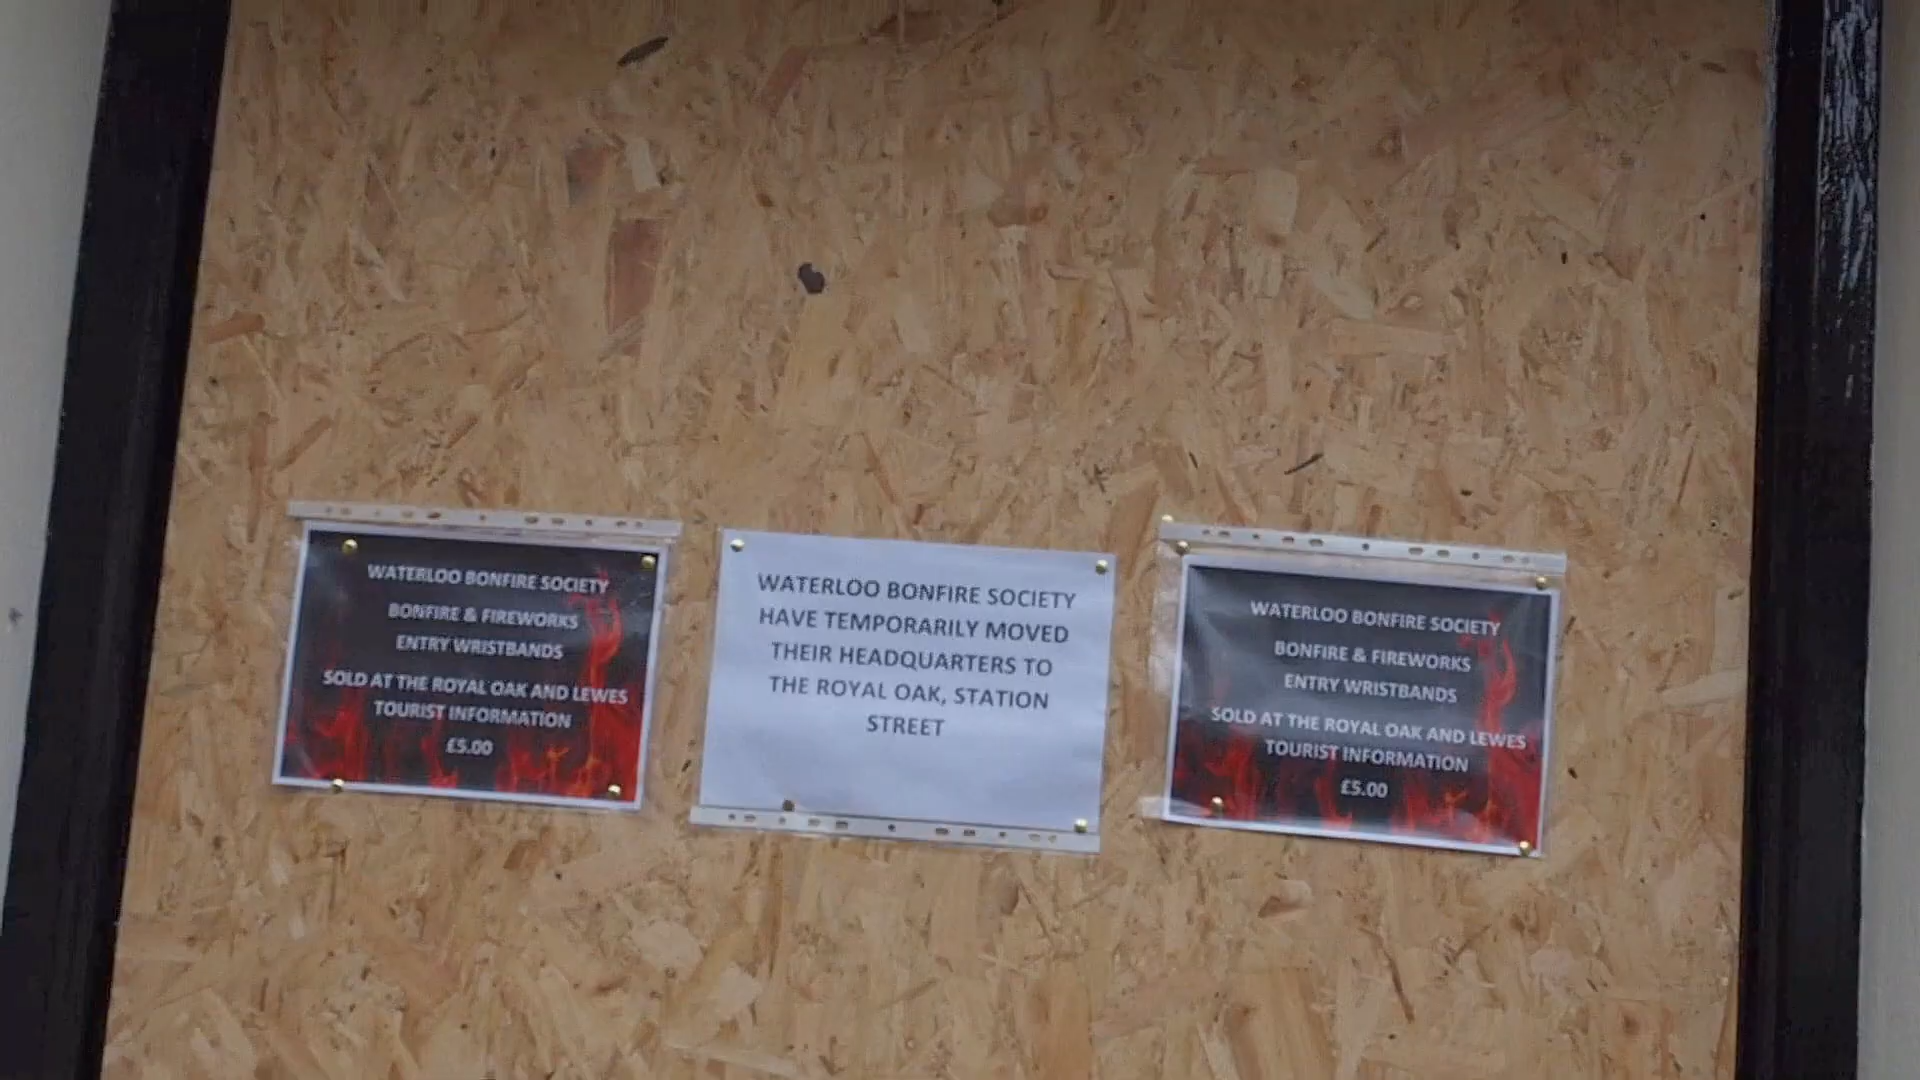 WATERLOO BONFIRE SOCIETY
BONFIRE & FIREWORKS
ENTRY WRISTBANDS
SOLD AT THE ROYAL OAK AND LEWES
TOURIST INFORMATION
£5.00
WATERLOO BONFIRE SOCIETY
HAVE TEMPORARILY MOVED
THEIR HEADQUARTERS TO
THE ROYAL OAK, STATION
STREET
WATERLOO BONFIRE SOCIETY
BONFIRE & FIREWORKS
ENTRY WRISTBANDS
SOLD AT THE ROYAL OAK AND LEWES
TOURIST INFORMATION
£5.00